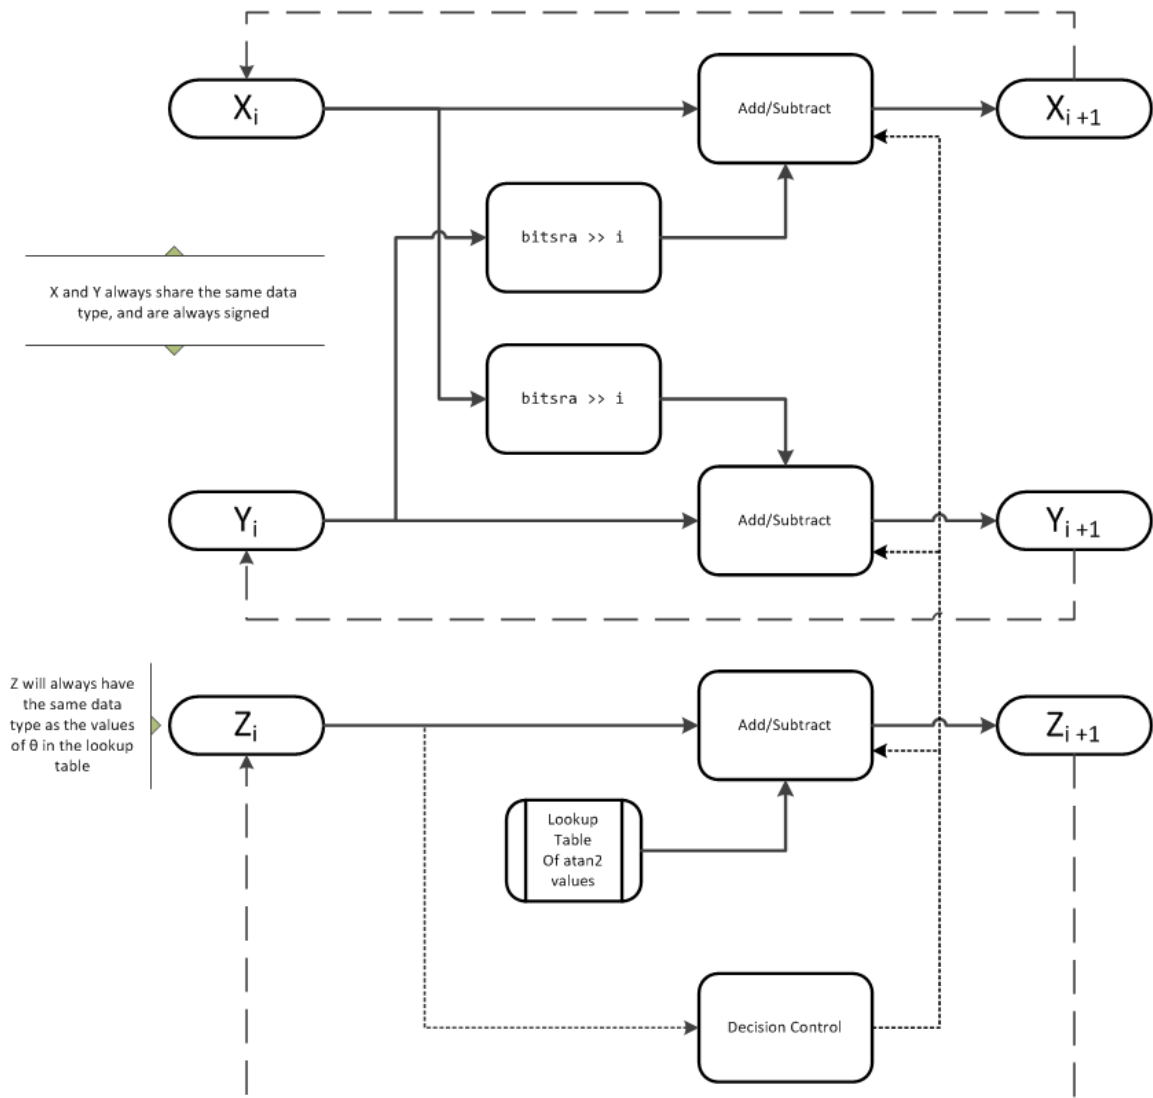 Xi
Add/Subtract
Xi +1
bitsra >> i
X and Y always share the same data
type, and are always signed
bitsra >> i
Yi
Add/Subtract
Yi +1
Z will always have
the same data
type as the values
of θ in the lookup
table
Zi
Add/Subtract
Zi +1
Lookup
Table
Of atan2
values
Decision Control